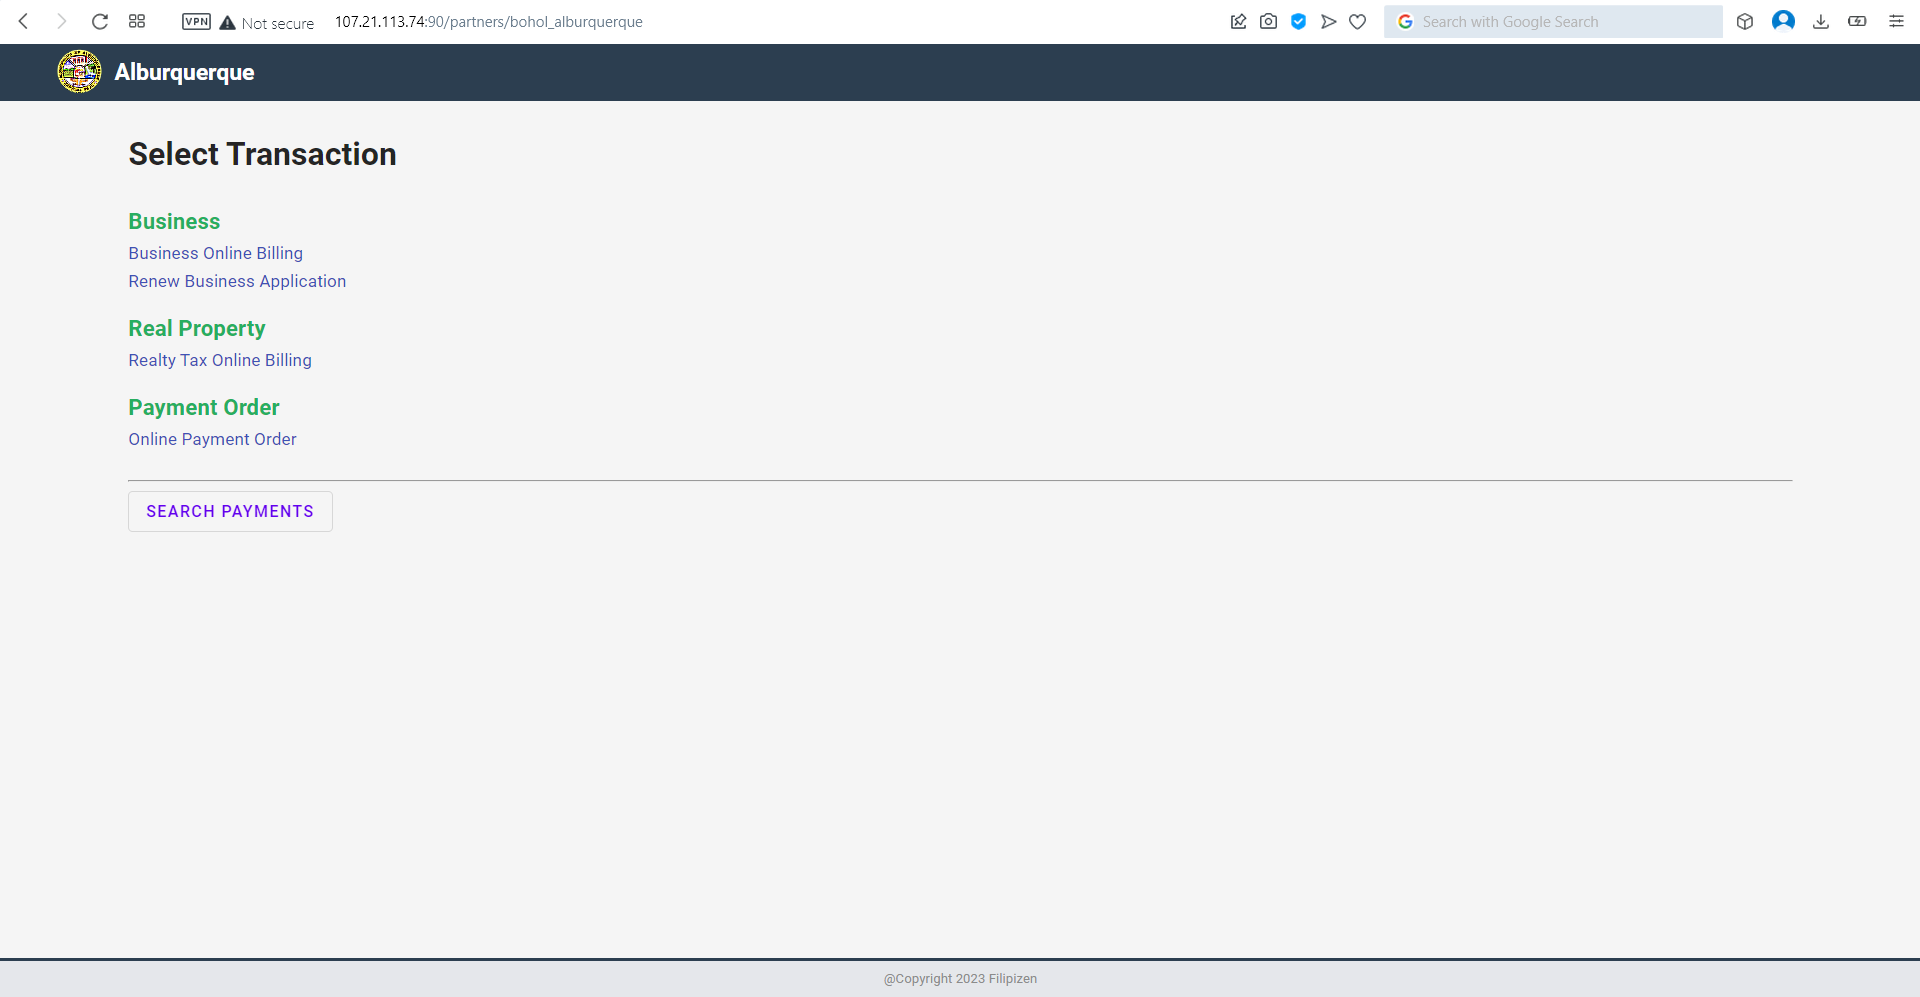 VPN Not secure 107.21.113.74:90/partners/bohol_alburquerque Search with Google Search
Alburquerque
Select Transaction
Business
Business Online Billing
Renew Business Application
Real Property
Realty Tax Online Billing
Payment Order
Online Payment Order
SEARCH PAYMENTS
@Copyright 2023 Filipizen